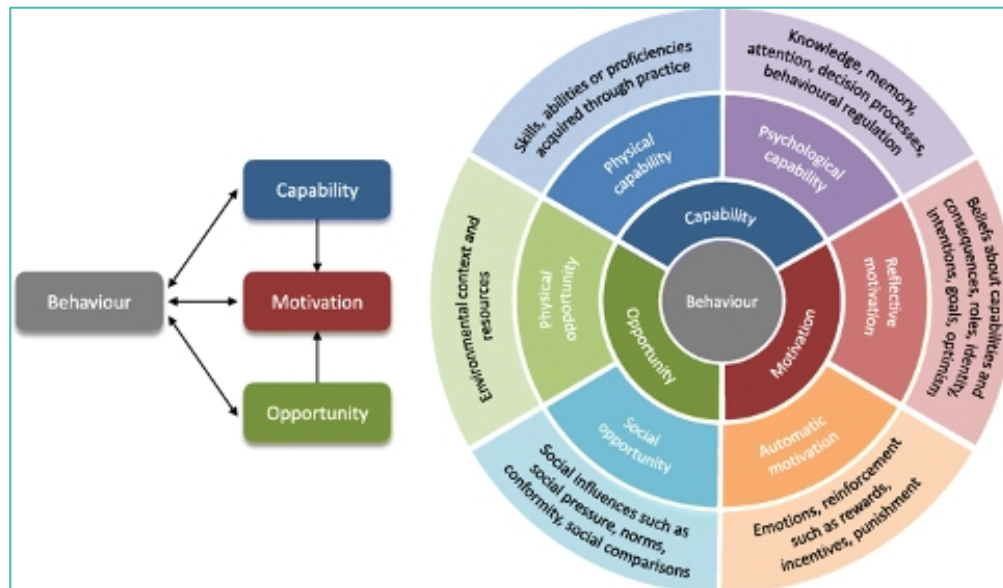 Capability
Behaviour
Motivation
Opportunity
Skills, abilities or proficiencies
acquired through practice
Knowledge, memory,
attention, decision processes,
behavioural regulation
Physical
capability
Psychological
capability
Capability
Environmental context and
resources
Physical
opportunity
Opportunity
Behaviour
Motivation
Reflective
motivation
Beliefs about capabilities and
consequences, roles, identity,
intentions, goals, optimism
Social
opportunity
Automatic
motivation
Social influences such as
social pressure, norms,
conformity, social comparisons
Emotions, reinforcement
such as rewards,
incentives, punishment